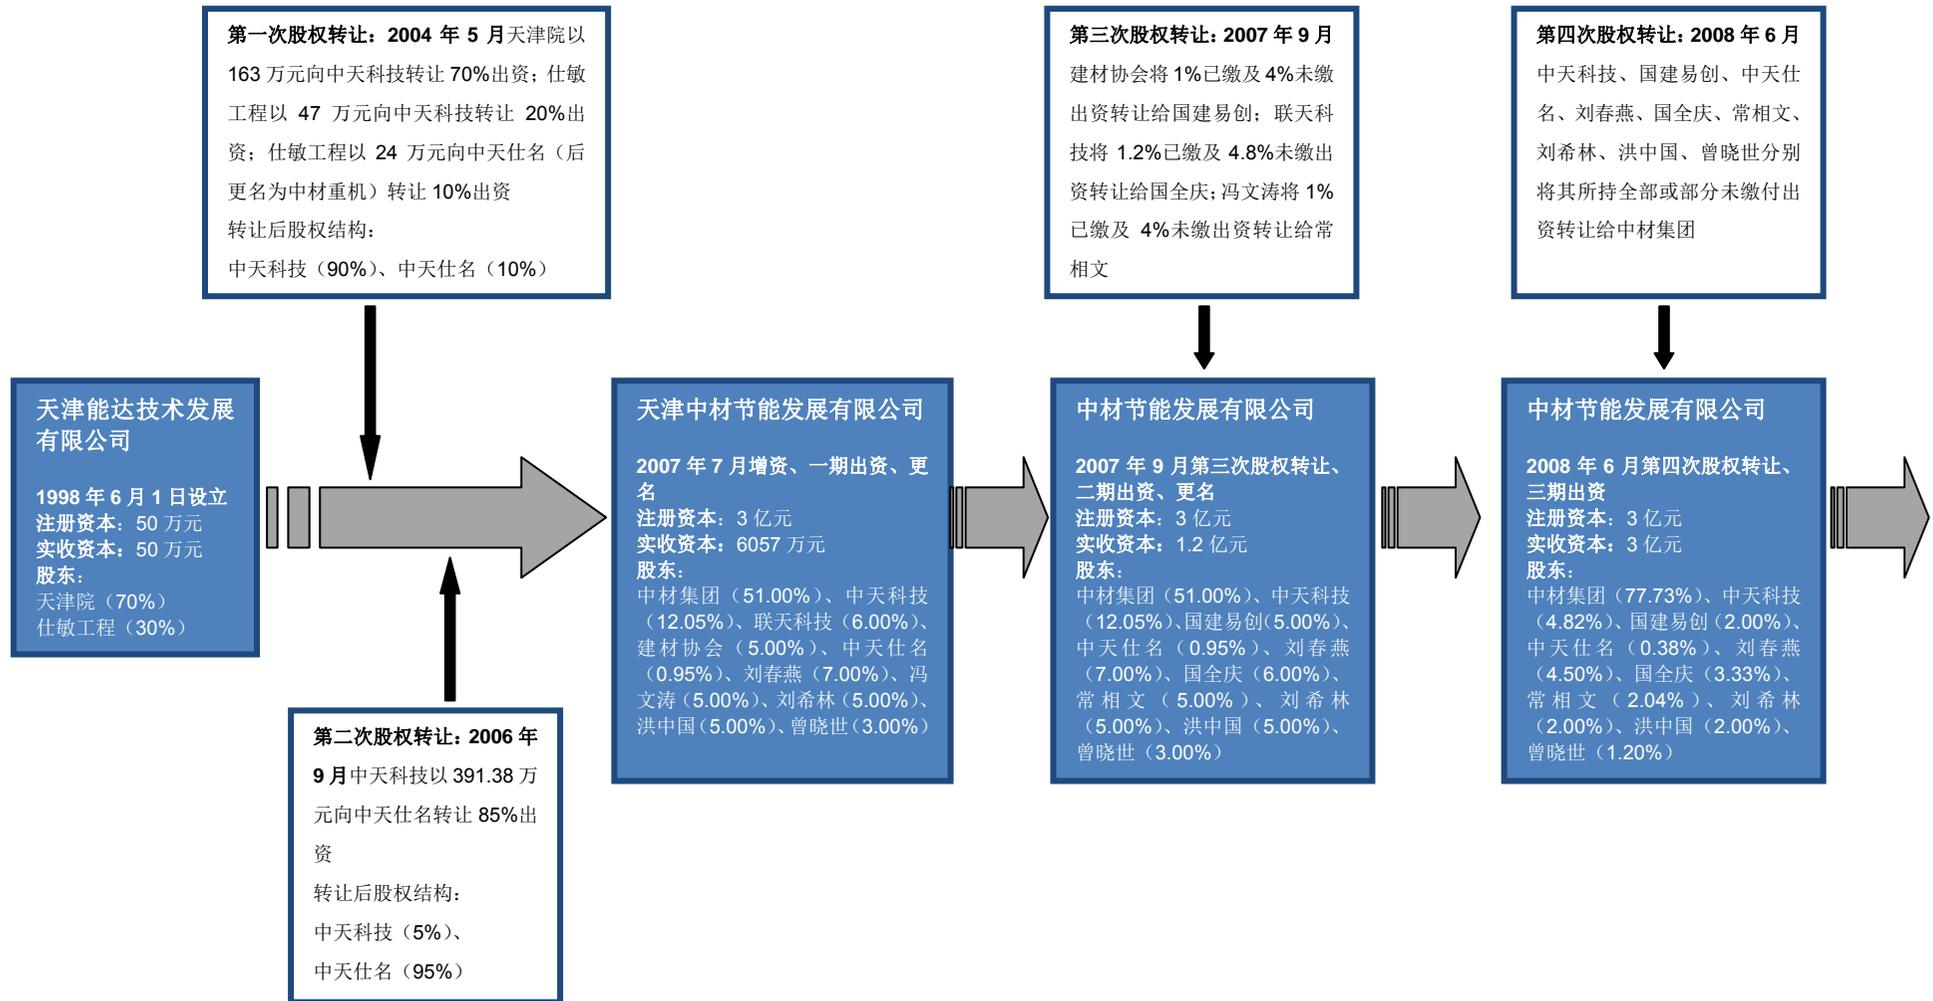 第一次股权转让：2004 年 5 月天津院以
163 万元向中天科技转让 70%出资；仕敏
工程以 47 万元向中天科技转让 20%出
资；仕敏工程以 24 万元向中天仕名（后
更名为中材重机）转让 10%出资
转让后股权结构：
中天科技（90%）、中天仕名（10%）
第三次股权转让：2007 年 9 月
建材协会将 1%已缴及 4%未缴
出资转让给国建易创；联天科
技将 1.2%已缴及 4.8%未缴出
资转让给国全庆；冯文涛将 1%
已缴及 4%未缴出资转让给常
相文
第四次股权转让：2008 年 6 月
中天科技、国建易创、中天仕
名、刘春燕、国全庆、常相文、
刘希林、洪中国、曾晓世分别
将其所持全部或部分未缴付出
资转让给中材集团
天津能达技术发展
有限公司
1998 年 6 月 1 日设立
注册资本：50 万元
实收资本：50 万元
股东：
天津院（70%）
仕敏工程（30%）
天津中材节能发展有限公司
2007 年 7 月增资、一期出资、更
名
注册资本：3 亿元
实收资本：6057 万元
股东：
中材集团（51.00%）、中天科技
（12.05%）、联天科技（6.00%）、
建材协会（5.00%）、中天仕名
（0.95%）、刘春燕（7.00%）、冯
文涛（5.00%）、刘希林（5.00%）、
洪中国（5.00%）、曾晓世（3.00%）
中材节能发展有限公司
2007 年 9 月第三次股权转让、
二期出资、更名
注册资本：3 亿元
实收资本：1.2 亿元
股东：
中材集团（51.00%）、中天科技
（12.05%）、国建易创（5.00%）、
中天仕名（0.95%）、刘春燕
（7.00%）、国全庆（6.00%）、
常相文（5.00%）、刘希林
（5.00%）、洪中国（5.00%）、
曾晓世（3.00%）
中材节能发展有限公司
2008 年 6 月第四次股权转让、
三期出资
注册资本：3 亿元
实收资本：3 亿元
股东：
中材集团（77.73%）、中天科技
（4.82%）、国建易创（2.00%）、
中天仕名（0.38%）、刘春燕
（4.50%）、国全庆（3.33%）、
常相文（2.04%）、刘希林
（2.00%）、洪中国（2.00%）、
曾晓世（1.20%）
第二次股权转让：2006 年
9 月中天科技以 391.38 万
元向中天仕名转让 85%出
资
转让后股权结构：
中天科技（5%）、
中天仕名（95%）